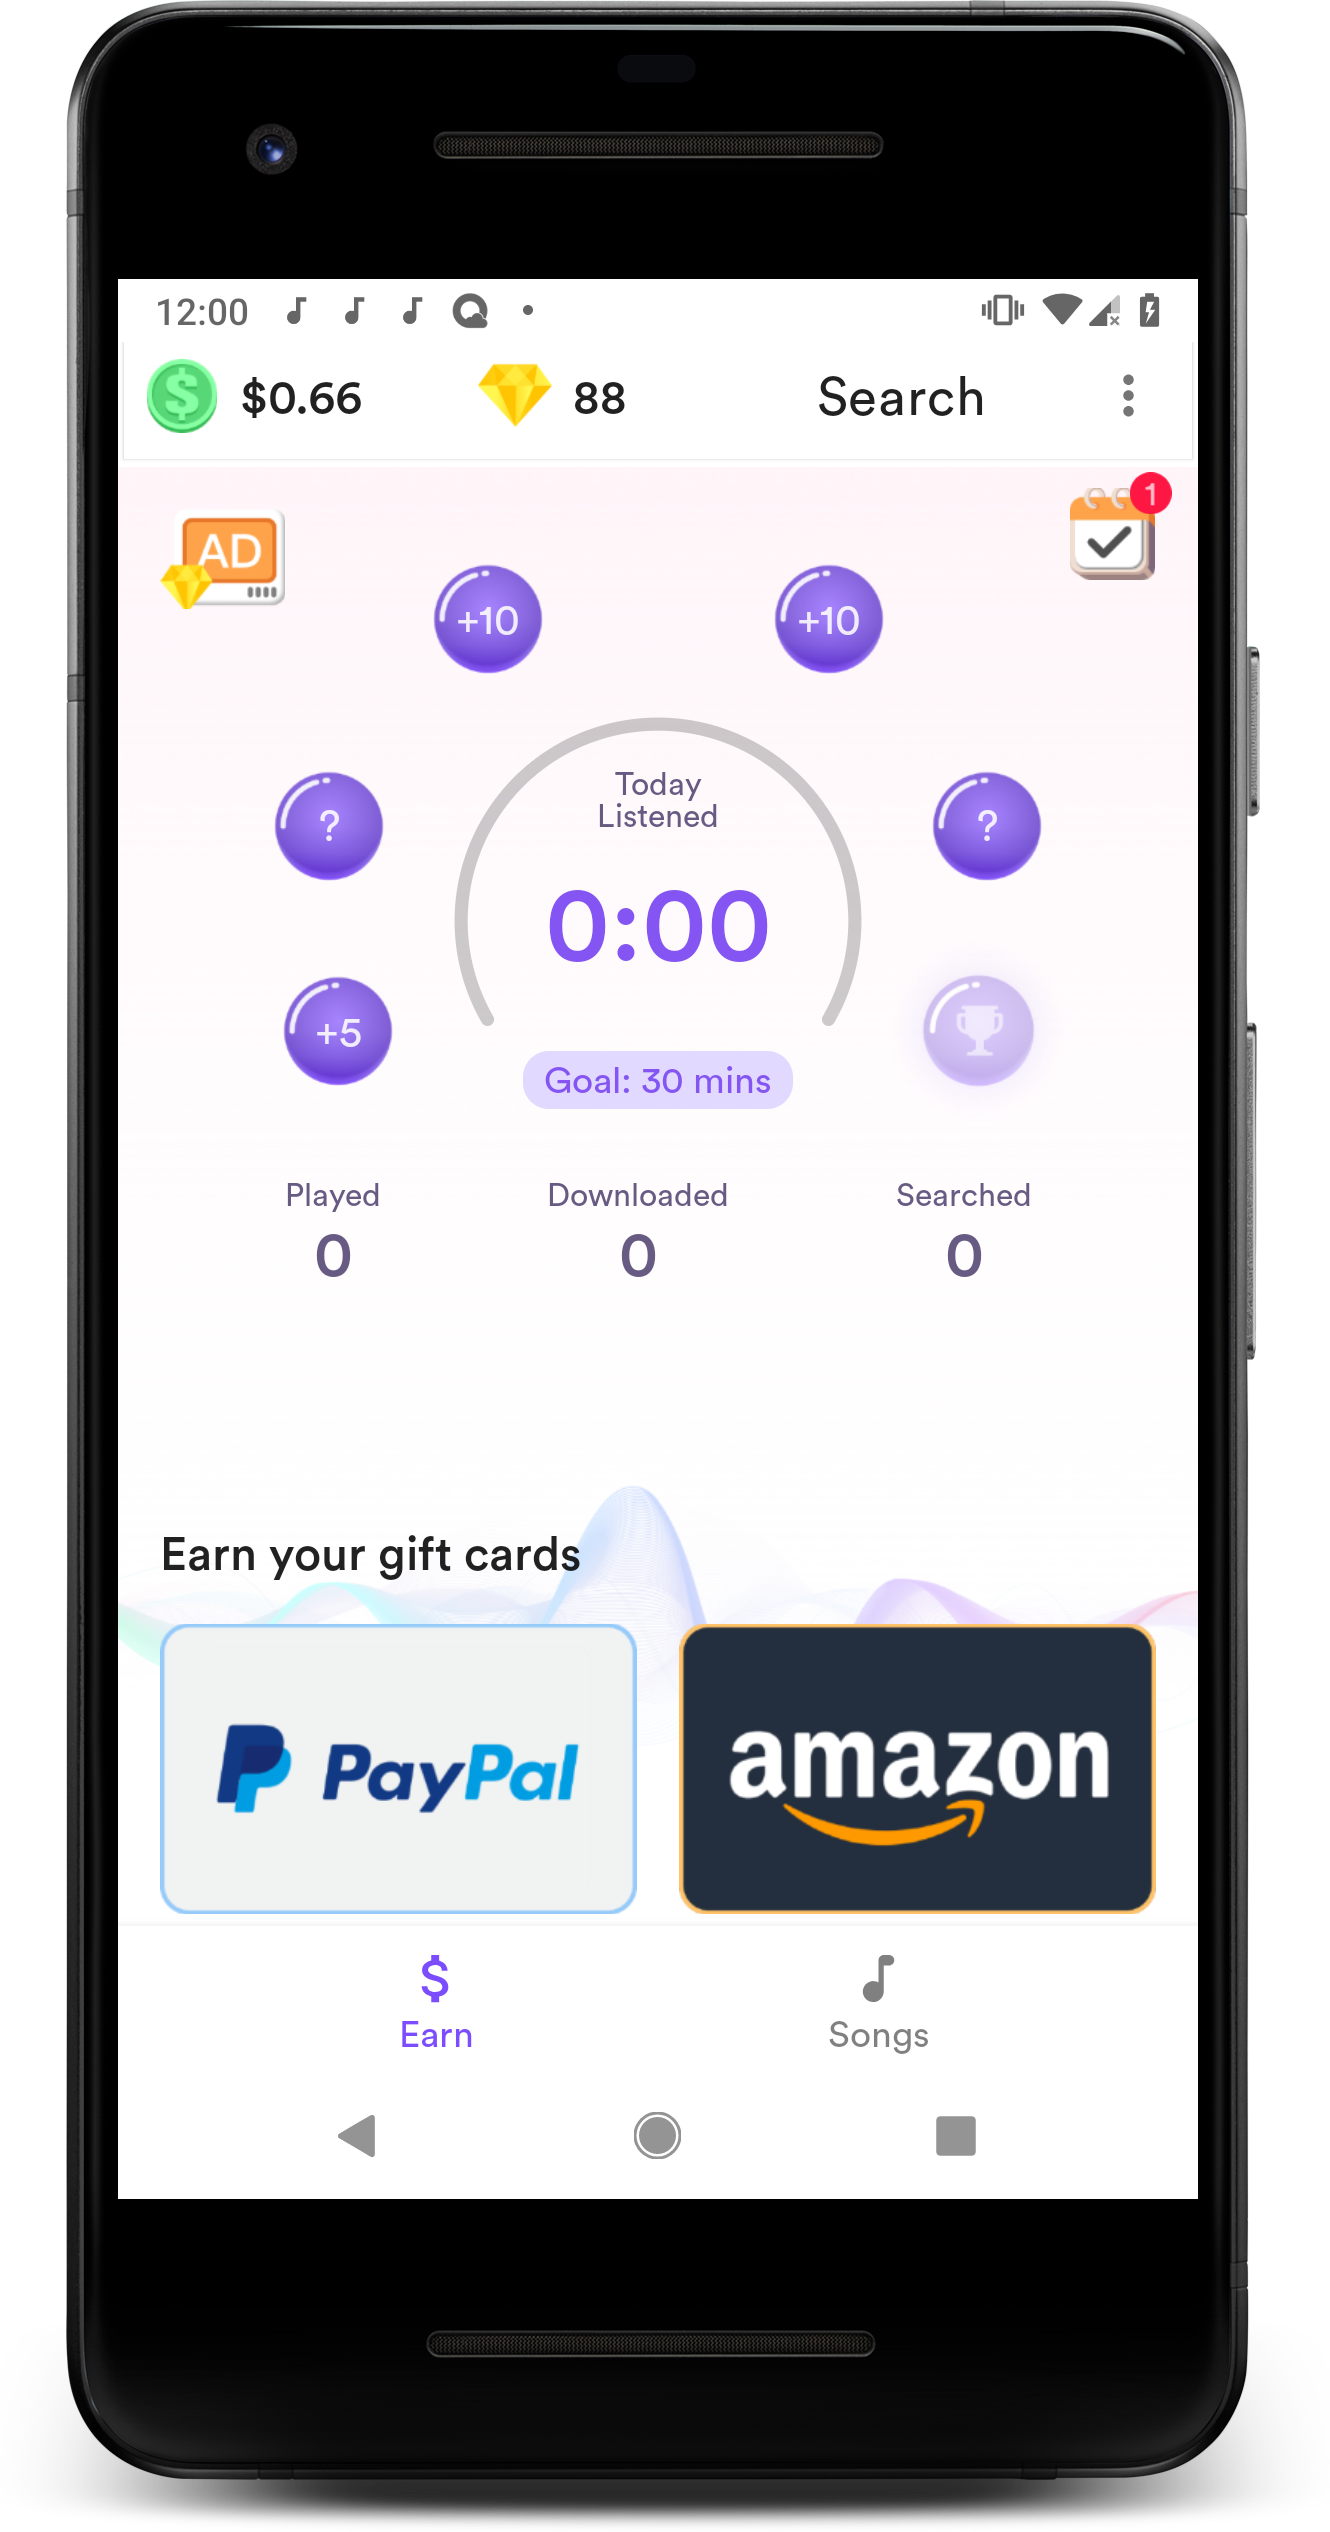 12:00
$0.66
88
Search
1
AD
+10
+10
Today
Listened
?
?
0:00
+5
Goal: 30 mins
Played
Downloaded
Searched
0
0
0
Earn your gift cards
PayPal
amazon
$
Earn
Songs